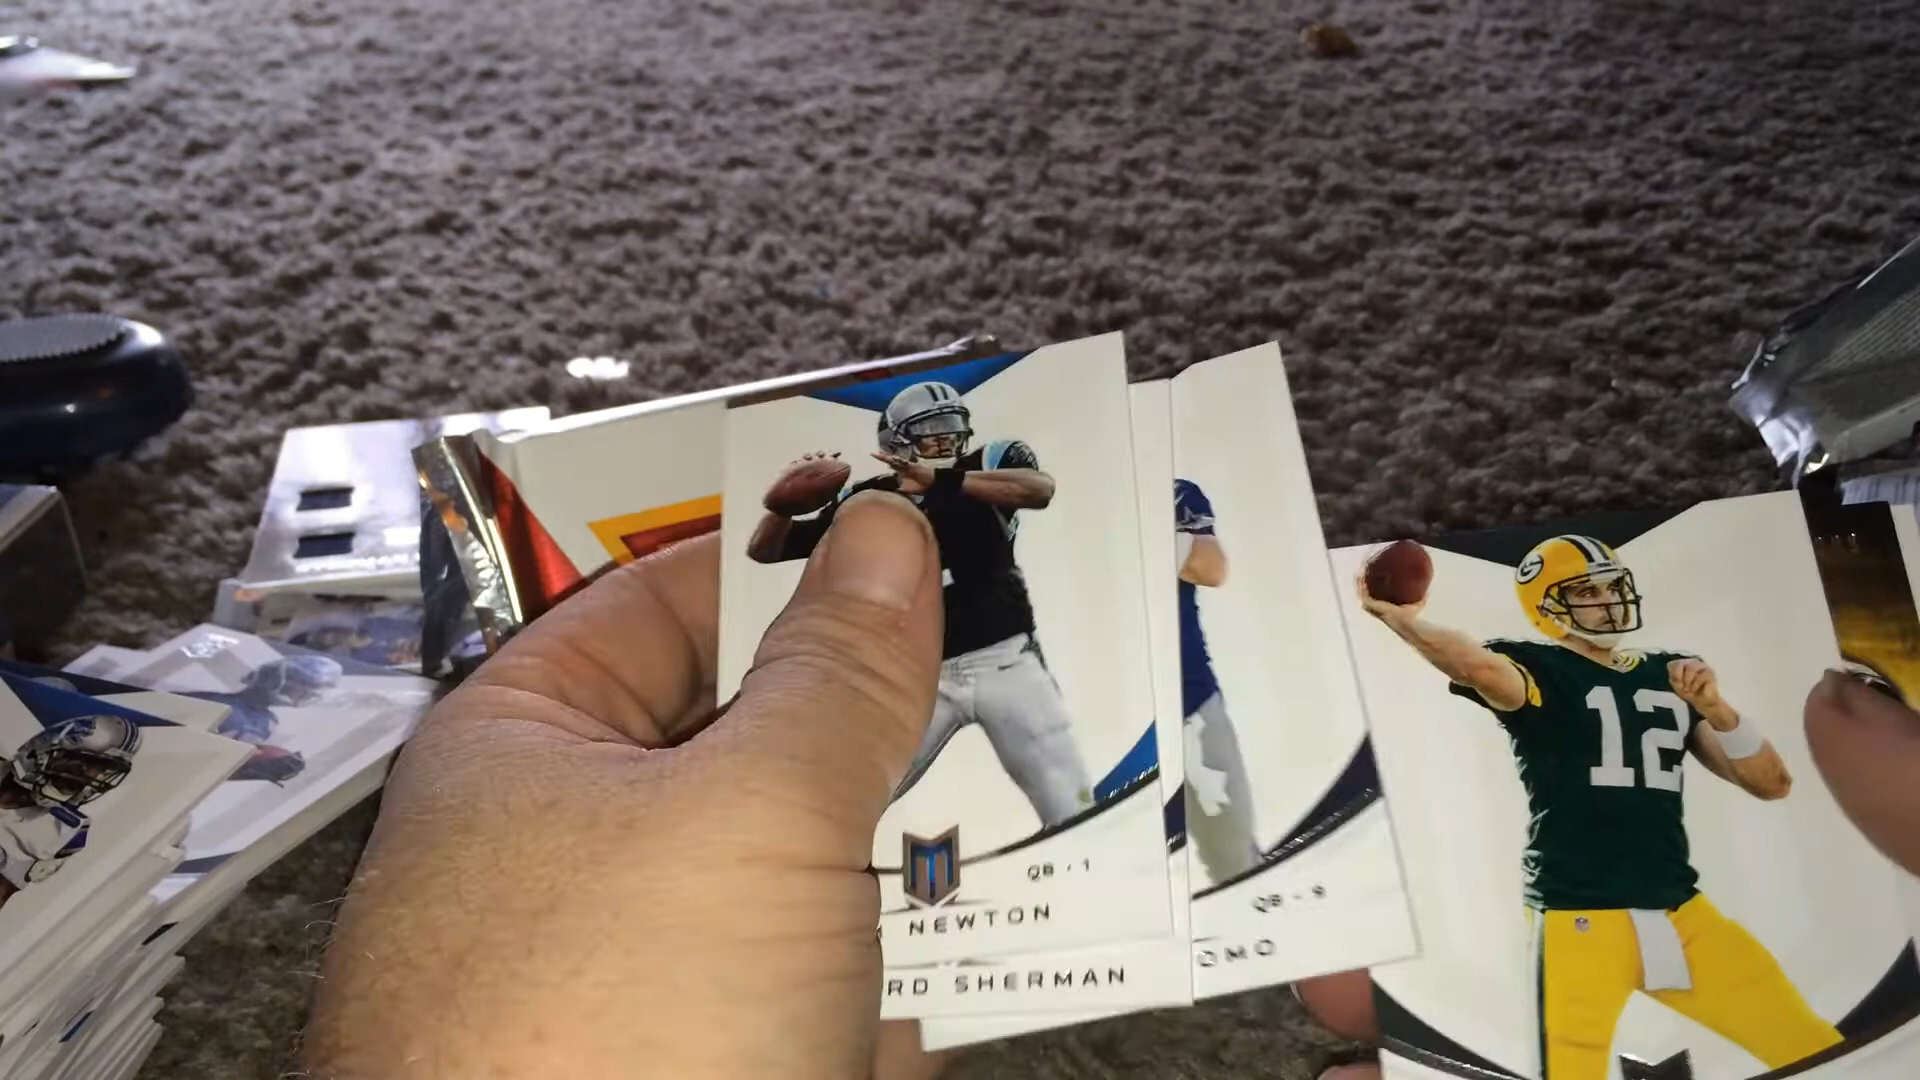 12
QB - 1
NEWTON
RD SHERMAN
QB - 9
OMO